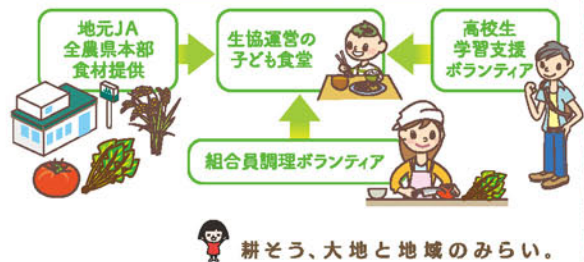 地元JA
全農県本部
食材提供
生協運営の
子ども食堂
高校生
学習支援
ボランティア
組合員調理ボランティア
耕そう、大地と地域のみらい。